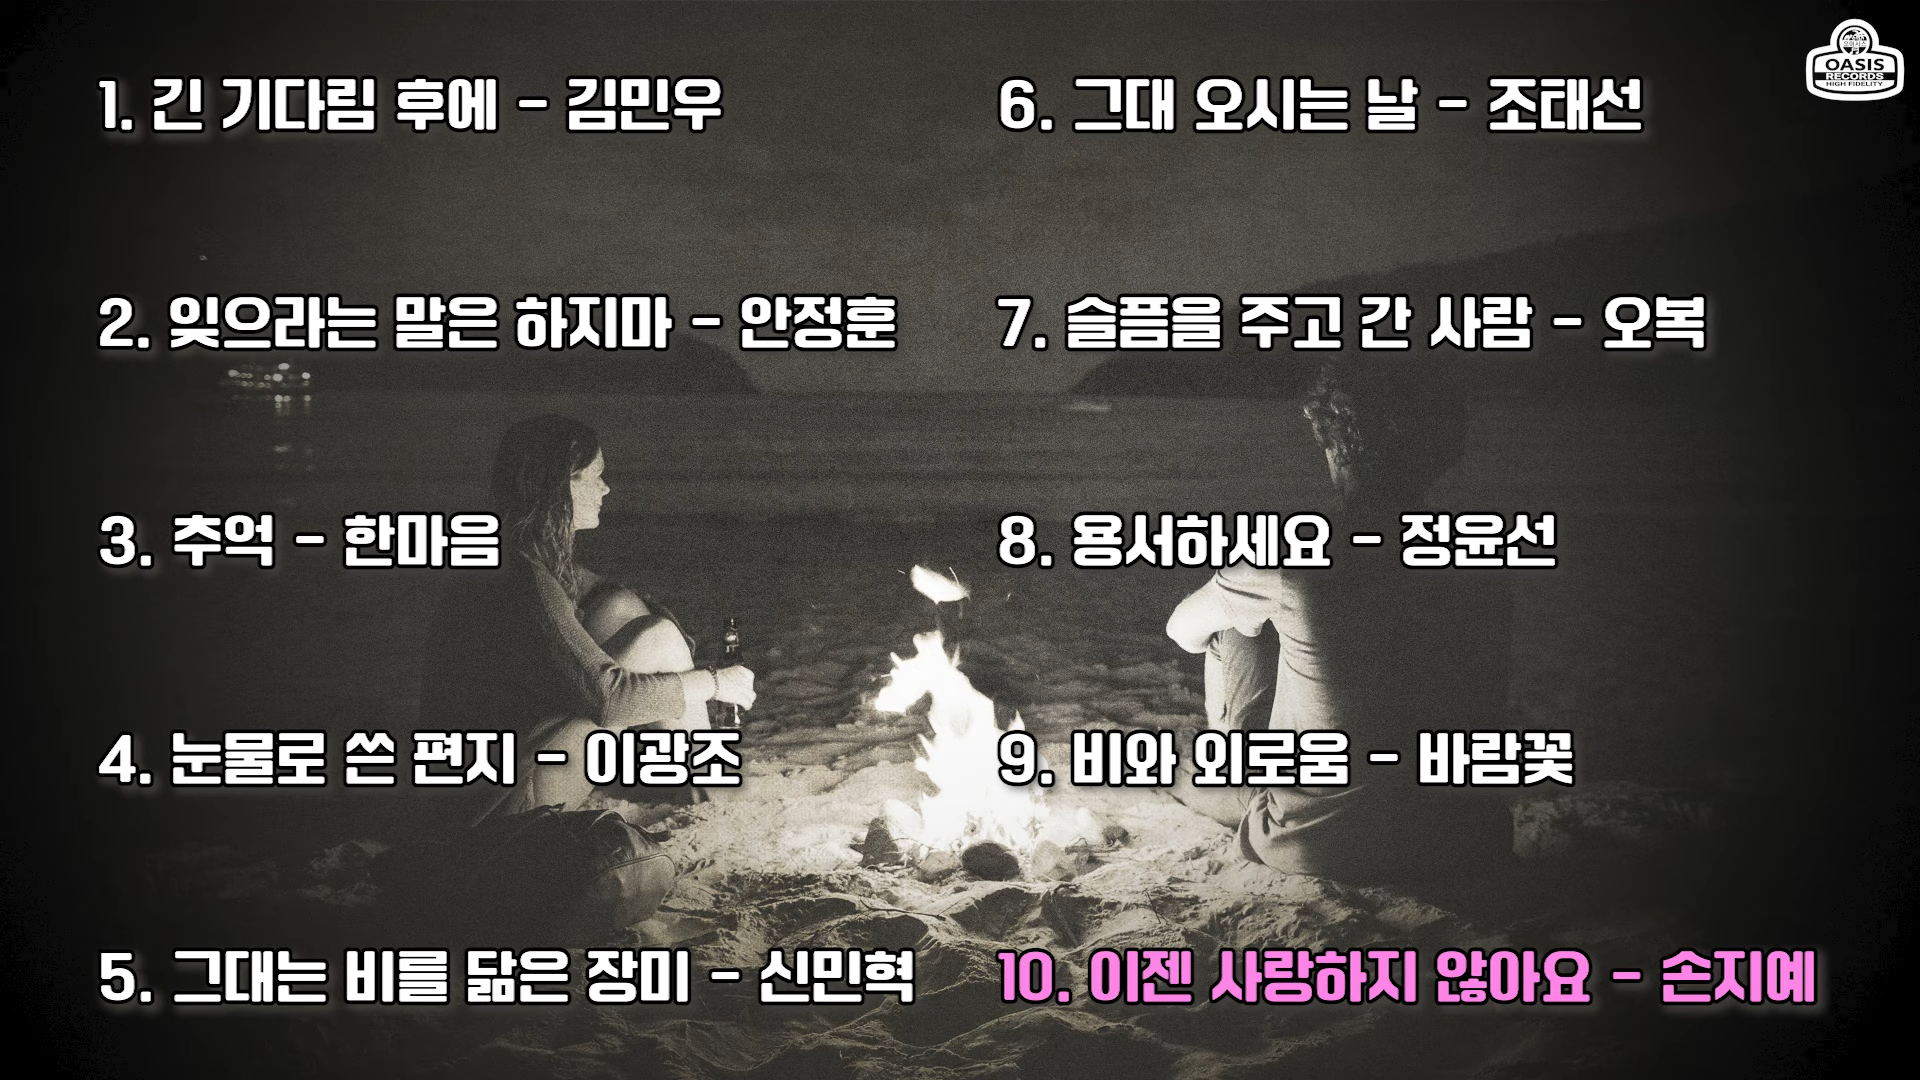 1. 긴 기다림 후에 - 김민우
2. 잊으라는 말은 하지마 - 안정훈
3. 추억 - 한마음
4. 눈물로 쓴 편지 - 이광조
5. 그대는 비를 닮은 장미 - 신민혁
6. 그대 오시는 날 - 조태선
7. 슬픔을 주고 간 사람 - 오복
8. 용서하세요 - 정윤선
9. 비와 외로움 - 바람꽃
10. 이젠 사랑하지 않아요 - 손지예
OASIS
RECORDS
HIGH FIDELITY